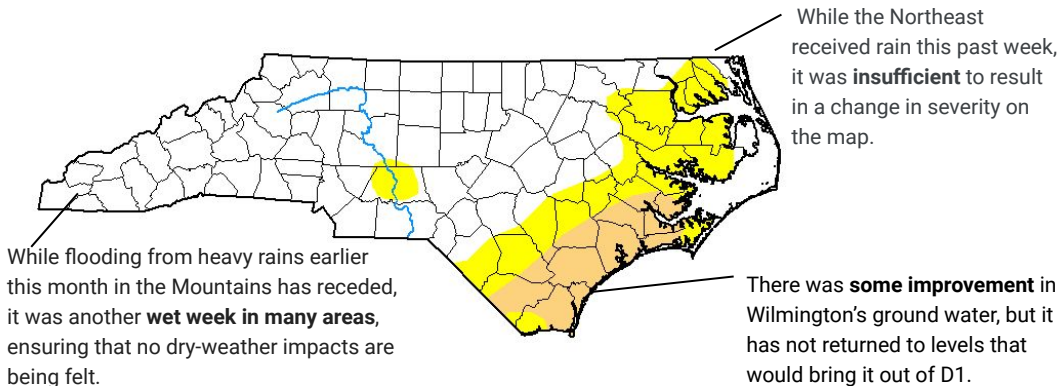 While the Northeast
received rain this past week,
it was insufficient to result
in a change in severity on
the map.
While flooding from heavy rains earlier
this month in the Mountains has receded,
it was another wet week in many areas,
ensuring that no dry-weather impacts are
being felt.
There was some improvement in
Wilmington’s ground water, but it
has not returned to levels that
would bring it out of D1.